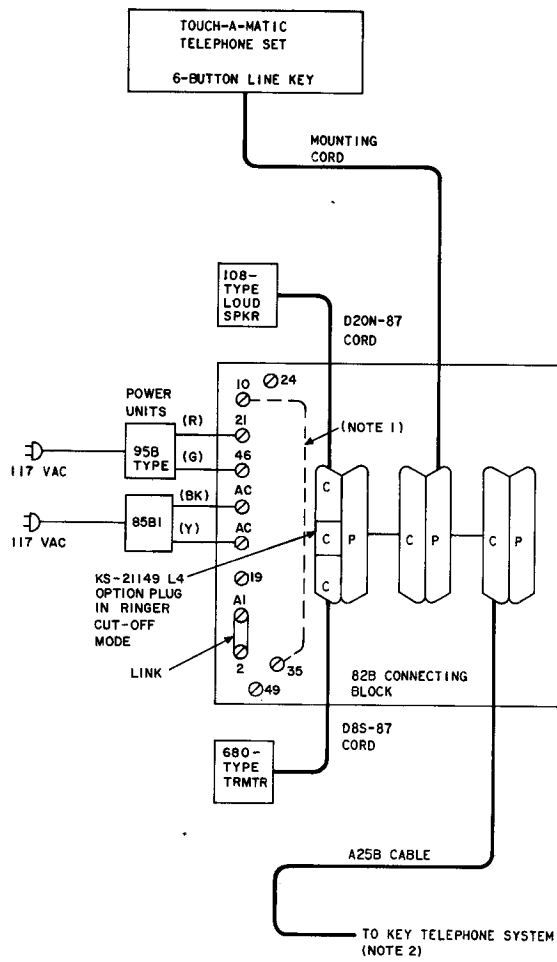 TOUCH-A-MATIC
TELEPHONE SET
6-BUTTON LINE KEY
MOUNTING
CORD
108-
TYPE
LOUD
SPKR
D20N-87
CORD
10
24
POWER
UNITS
(R)
21
(NOTE 1)
95B
TYPE
(G)
46
117 VAC
(BK)
AC
C
85B1
(Y)
AC
117 VAC
C
P
C
P
C
P
KS-21149 L4
OPTION PLUG
IN RINGER
CUT-OFF
MODE
19
C
A1
LINK
2
35
49
82B CONNECTING
BLOCK
D8S-87
CORD
680-
TYPE
TRMTR
A25B CABLE
TO KEY TELEPHONE SYSTEM
(NOTE 2)